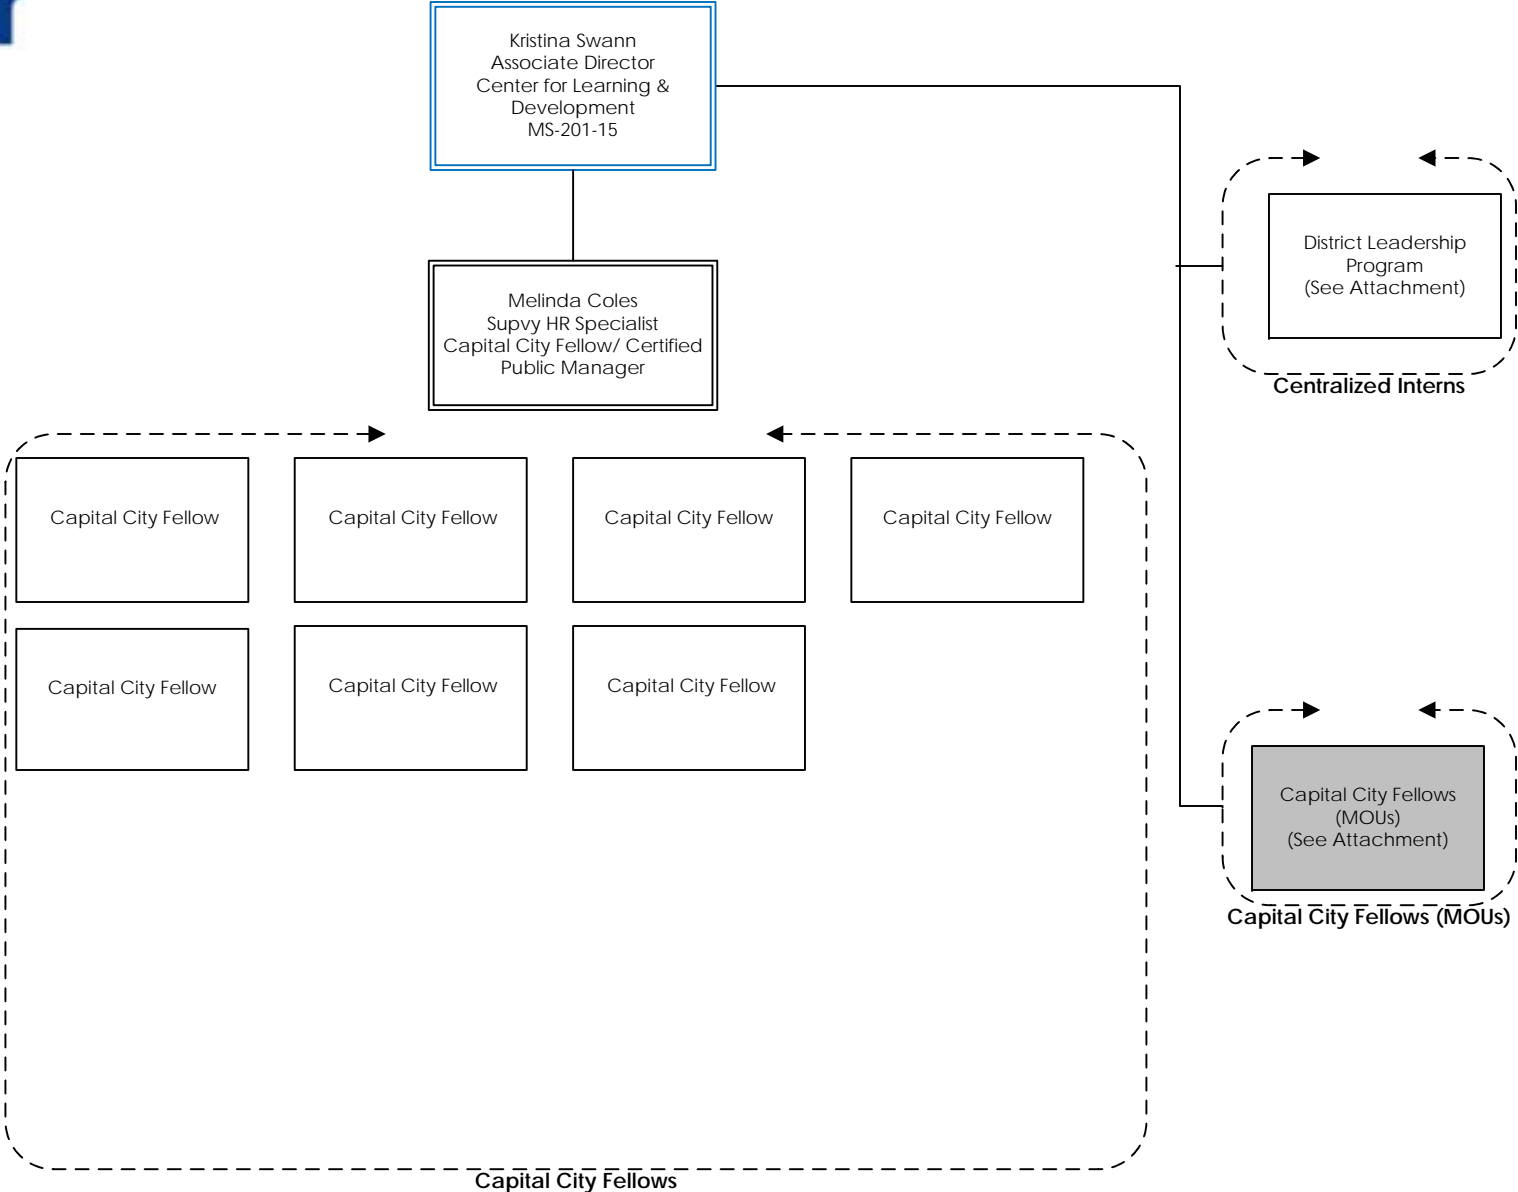 Kristina Swann
Associate Director
Center for Learning &
Development
MS-201-15
Melinda Coles
Supvy HR Specialist
Capital City Fellow/ Certified
Public Manager
District Leadership
Program
(See Attachment)
Centralized Interns
Capital City Fellow
Capital City Fellow
Capital City Fellow
Capital City Fellow
Capital City Fellow
Capital City Fellow
Capital City Fellow
Capital City Fellows
(MOUs)
(See Attachment)
Capital City Fellows (MOUs)
Capital City Fellows